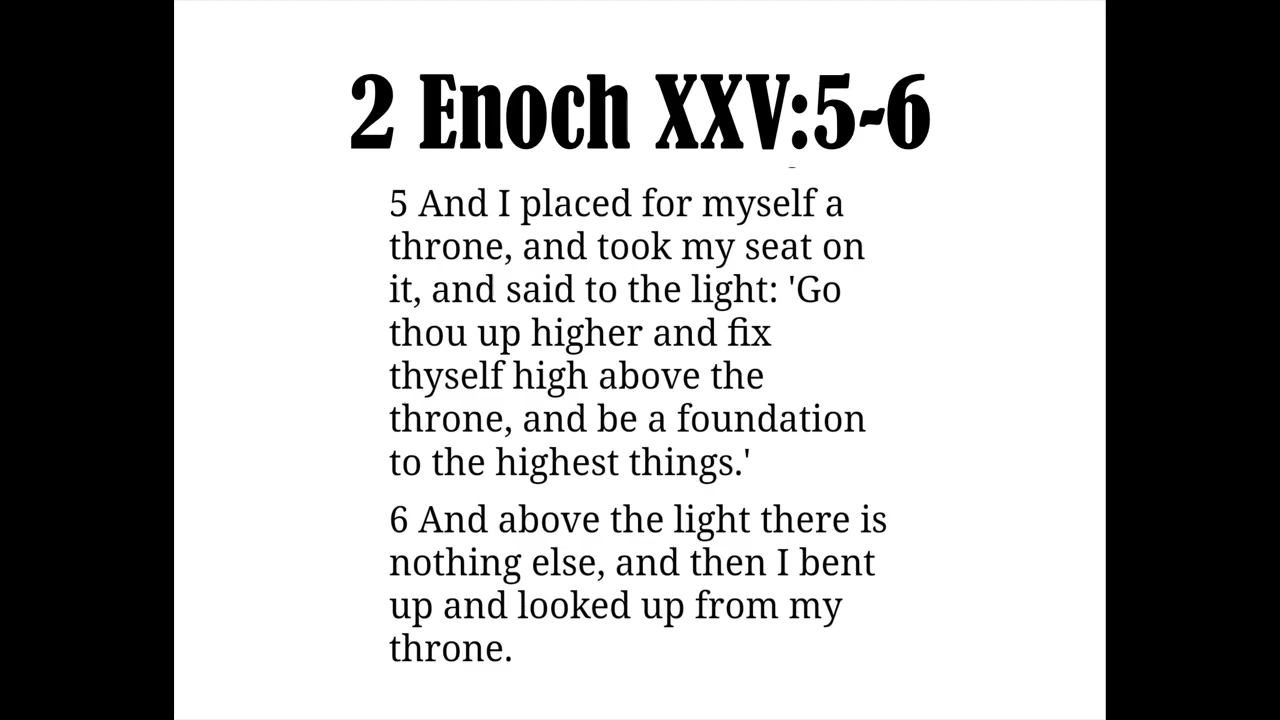 2 Enoch XXV:5-6
5 And I placed for myself a
throne, and took my seat on
it, and said to the light: 'Go
thou up higher and fix
thyself high above the
throne, and be a foundation
to the highest things.'
6 And above the light there is
nothing else, and then I bent
up and looked up from my
throne.